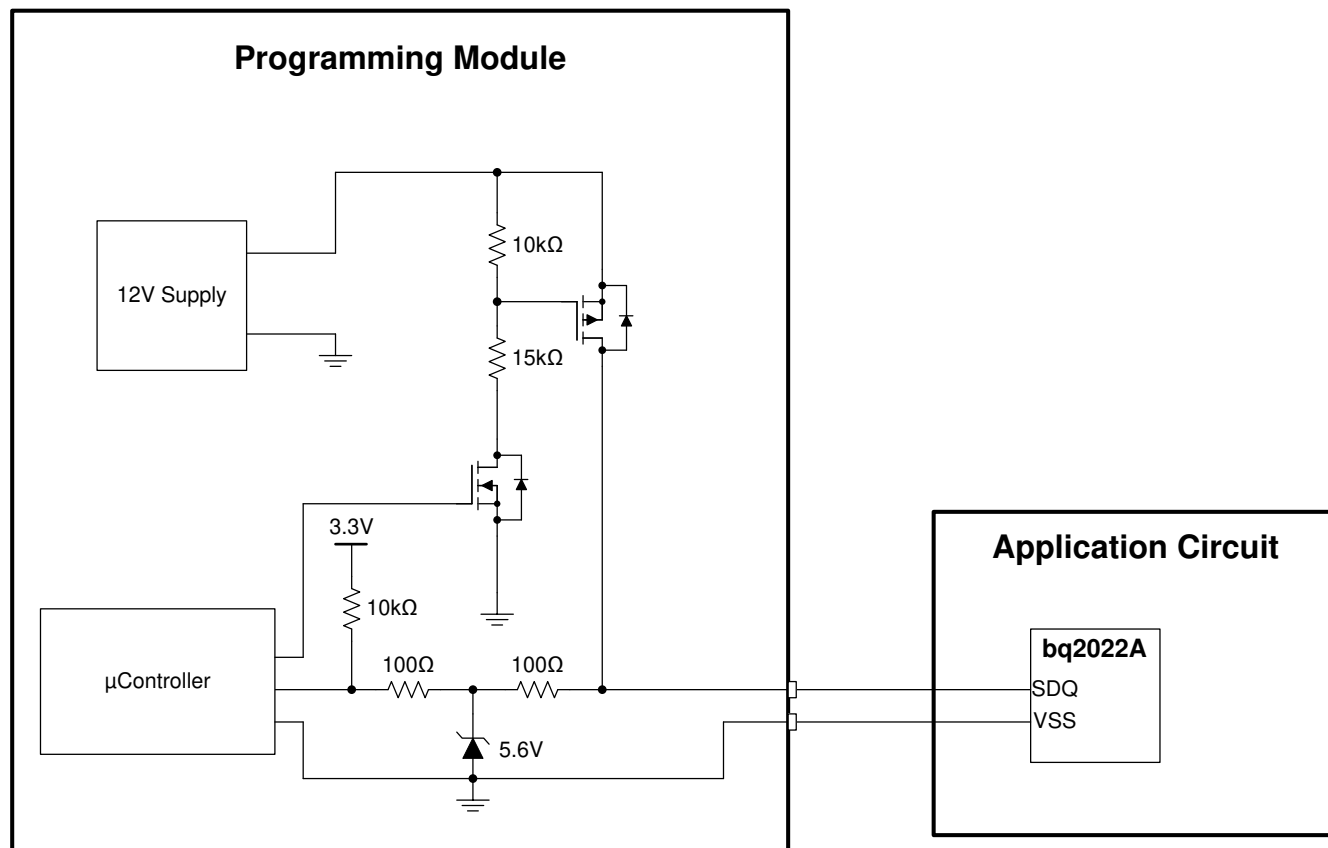 Programming Module
10kΩ
12V Supply
15kΩ
3.3V
Application Circuit
10kΩ
bq2022A
100Ω
100Ω
µController
SDQ
VSS
5.6V